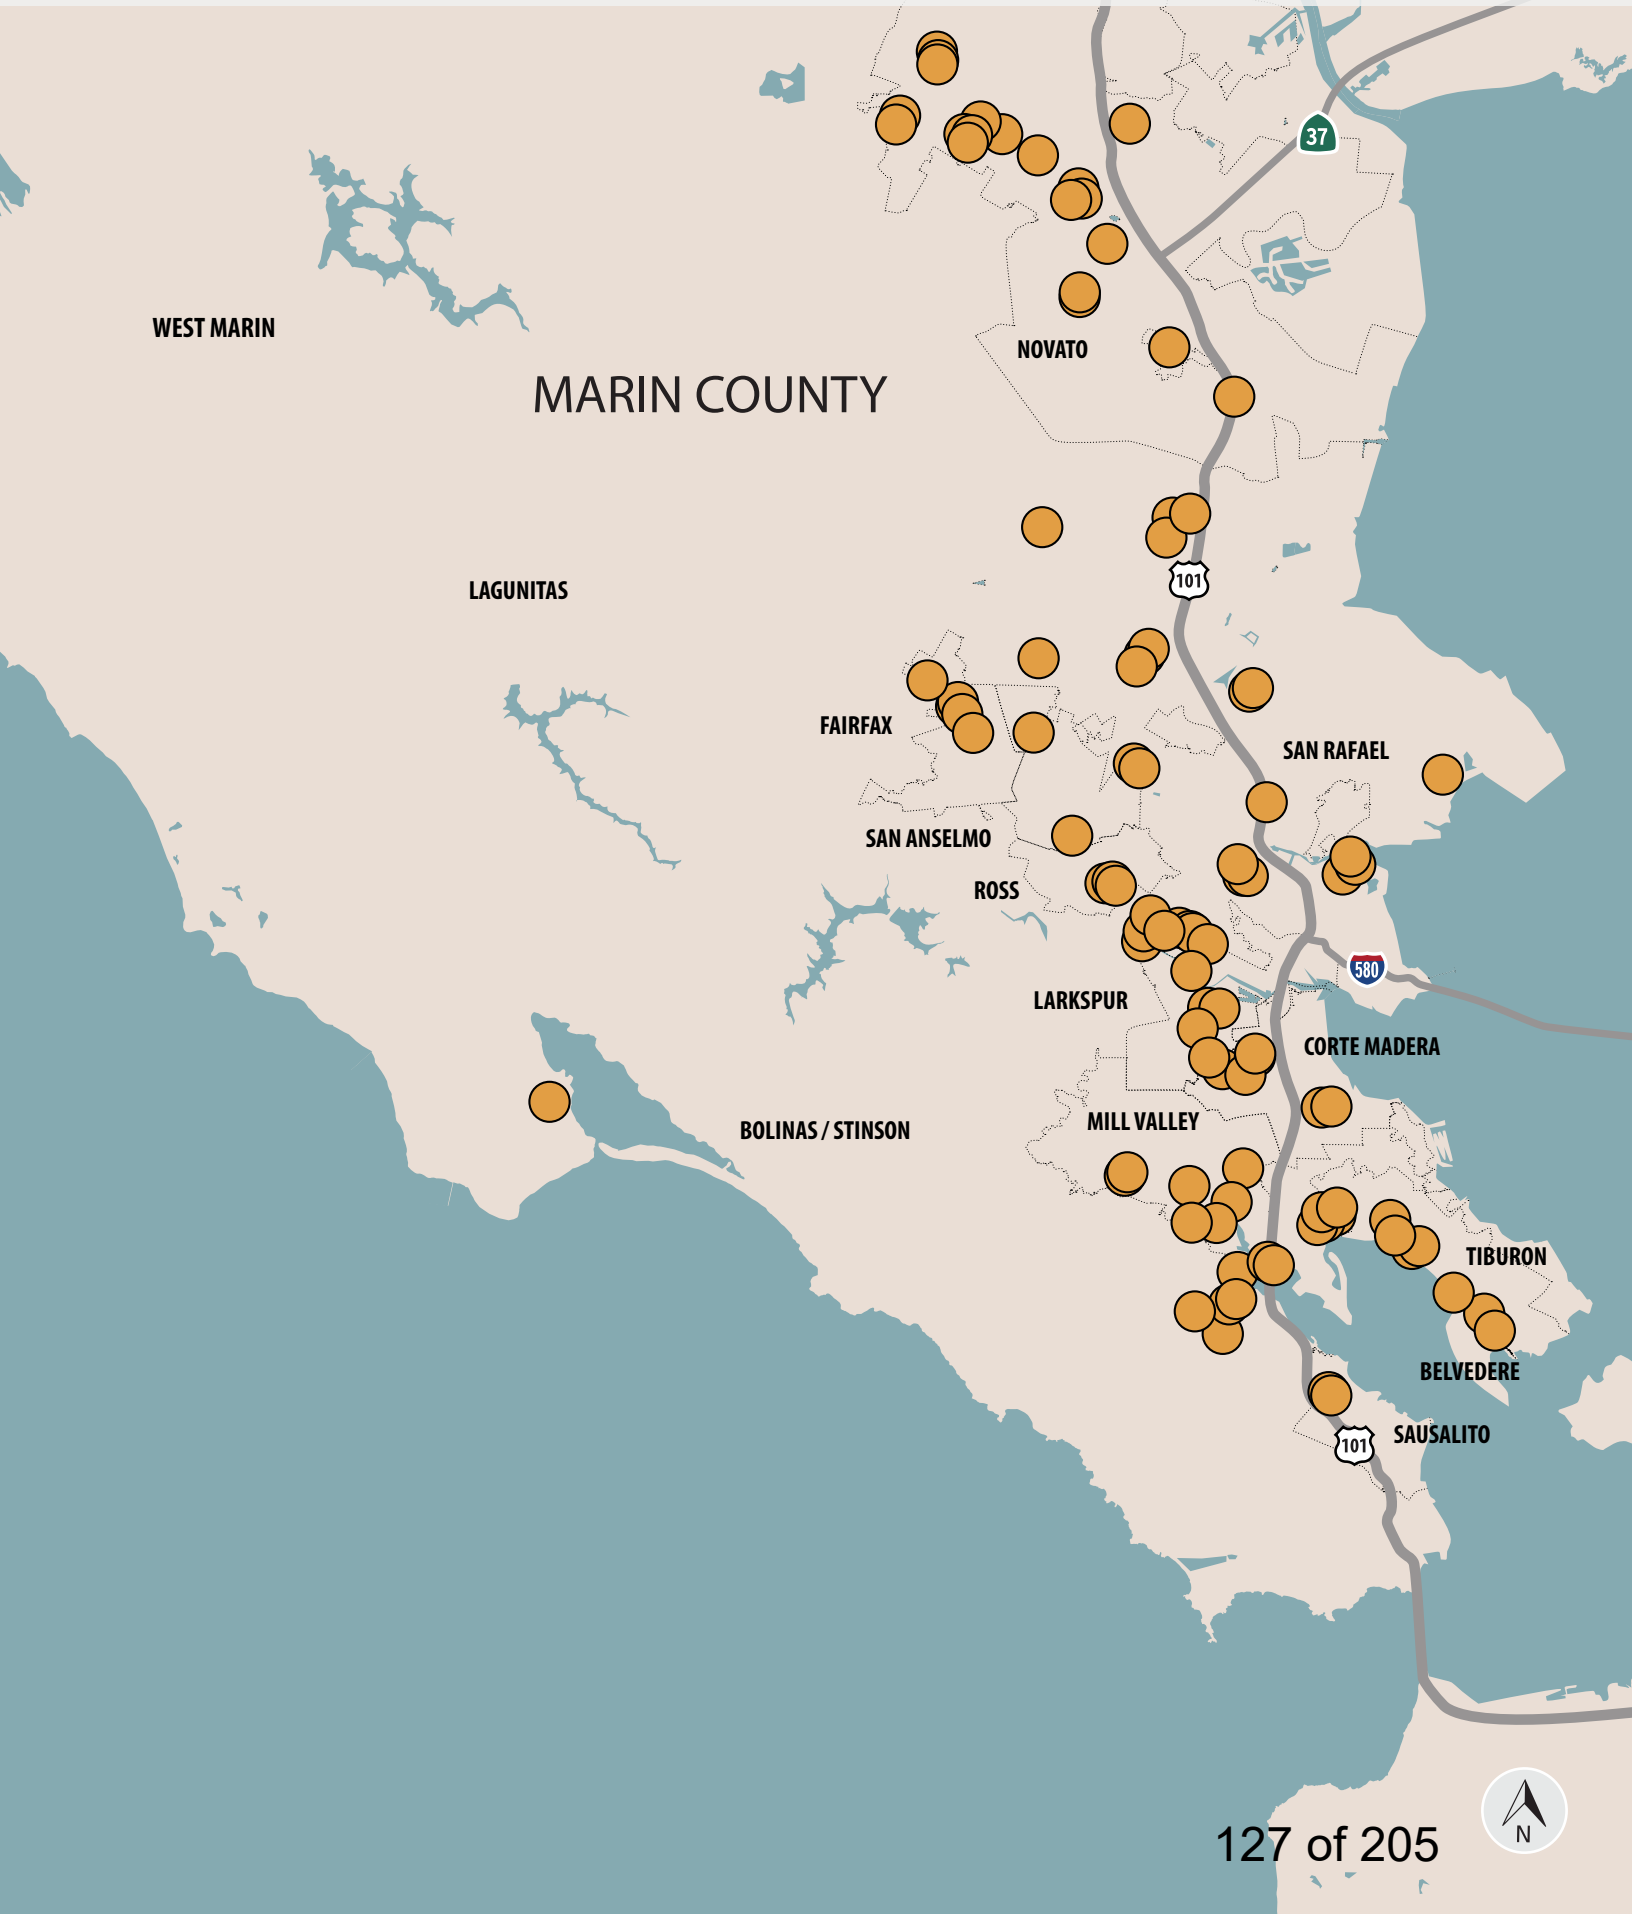 37
WEST MARIN
NOVATO
MARIN COUNTY
101
LAGUNITAS
FAIRFAX
SAN RAFAEL
SAN ANSELMO
ROSS
580
LARKSPUR
CORTE MADERA
MILL VALLEY
BOLINAS / STINSON
TIBURON
BELVEDERE
SAUSALITO
101
127 of 205
N